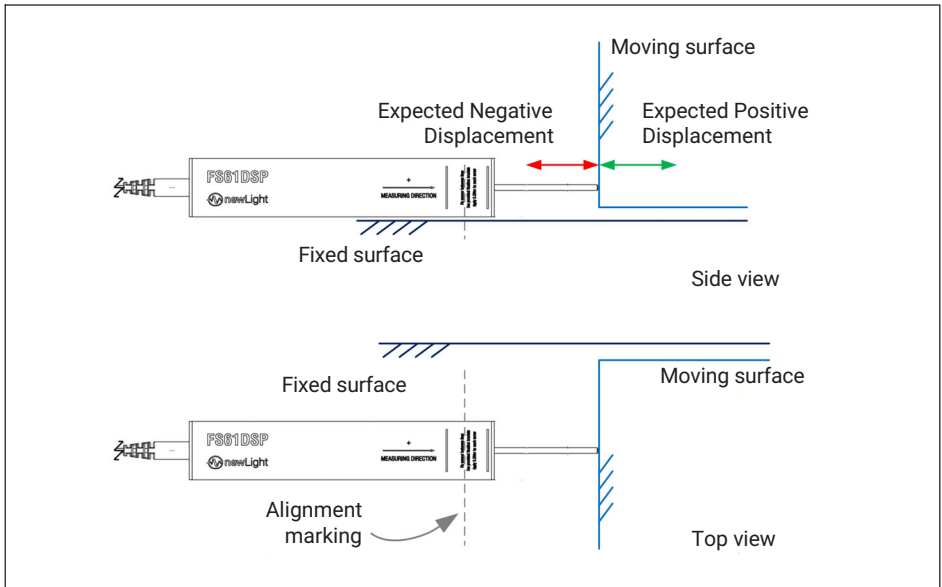 Moving surface
Expected Negative
Displacement
Expected Positive
Displacement
FS61DSP
+
MEASURING DIRECTION
newLight
Fixed surface
Side view
Fixed surface
Moving surface
FS61DSP
+
MEASURING DIRECTION
newLight
Alignment
marking
Top view